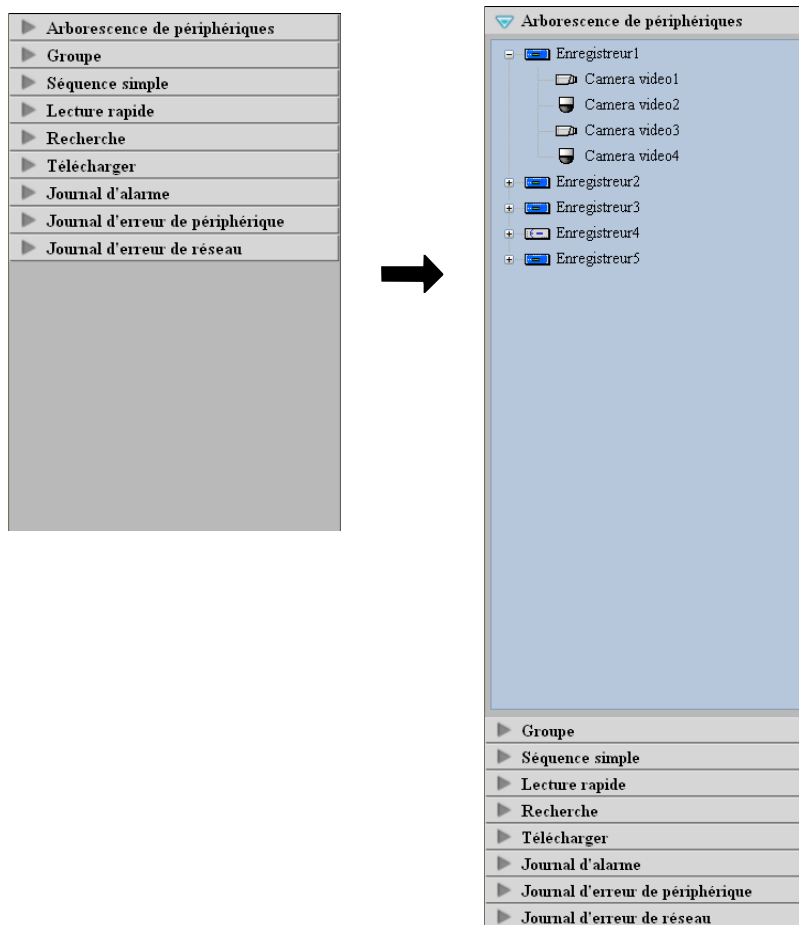 Arborescence de périphériques
Groupe
Séquence simple
Lecture rapide
Recherche
Télécharger
Journal d'alarme
Journal d'erreur de périphérique
Journal d'erreur de réseau
Arborescence de périphériques
Enregistreur1
Camera video1
Camera video2
Camera video3
Camera video4
Enregistreur2
Enregistreur3
Enregistreur4
Enregistreur5
Groupe
Séquence simple
Lecture rapide
Recherche
Télécharger
Journal d'alarme
Journal d'erreur de périphérique
Journal d'erreur de réseau